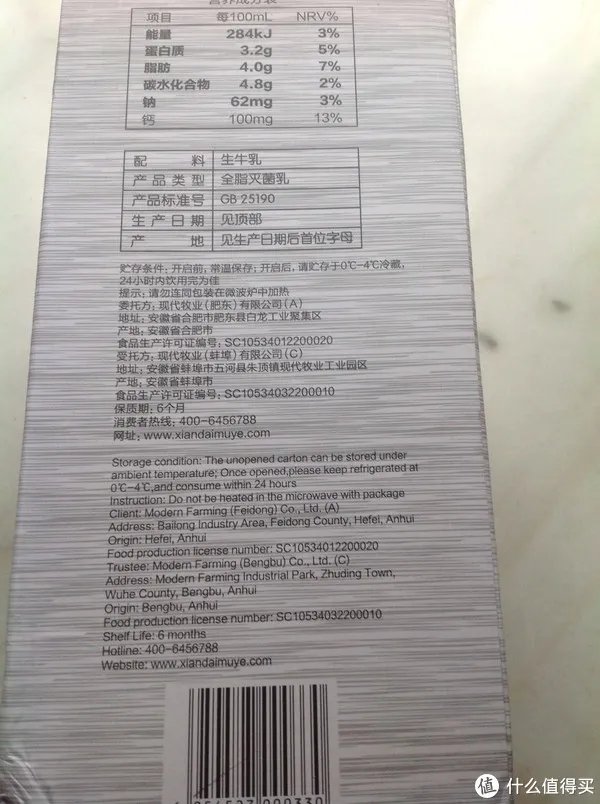 营养成分表
项目 每100mL NRV%
能量 284kJ 3%
蛋白质 3.2g 5%
脂肪 4.0g 7%
碳水化合物 4.8g 2%
钠 62mg 3%
钙 100mg 13%
配料 生牛乳
产品类型 全脂灭菌乳
产品标准号 GB 25190
生产日期 见顶部
产地 见生产日期后首位字母
贮存条件：开启前，常温保存；开启后，请贮存于0℃-4℃冷藏，
24小时内饮用完为佳
提示：请勿连同包装在微波炉中加热
委托方：现代牧业（肥东）有限公司(A)
地址：安徽省合肥市肥东县白龙工业聚集区
产地：安徽省合肥市
食品生产许可证编号：SC10534012200020
受托方：现代牧业（蚌埠）有限公司(C)
地址：安徽省蚌埠市五河县朱顶镇现代牧业工业园区
产地：安徽省蚌埠市
食品生产许可证编号：SC10534032200010
保质期：6个月
消费者热线：400-6456788
网址：www.xiandaimuye.com
Storage condition: The unopened carton can be stored under
ambient temperature; Once opened,please keep refrigerated at
0℃-4℃,and consume within 24 hours
Instruction: Do not be heated in the microwave with package
Client: Modern Farming (Feidong) Co., Ltd. (A)
Address: Bailong Industry Area, Feidong County, Hefei, Anhui
Origin: Hefei, Anhui
Food production license number: SC10534012200020
Trustee: Modern Farming (Bengbu) Co., Ltd. (C)
Address: Modern Farming Industrial Park, Zhuding Town,
Wuhe County, Bengbu, Anhui
Origin: Bengbu, Anhui
Food production license number: SC10534032200010
Shelf Life: 6 months
Hotline: 400-6456788
Website: www.xiandaimuye.com
值 什么值得买